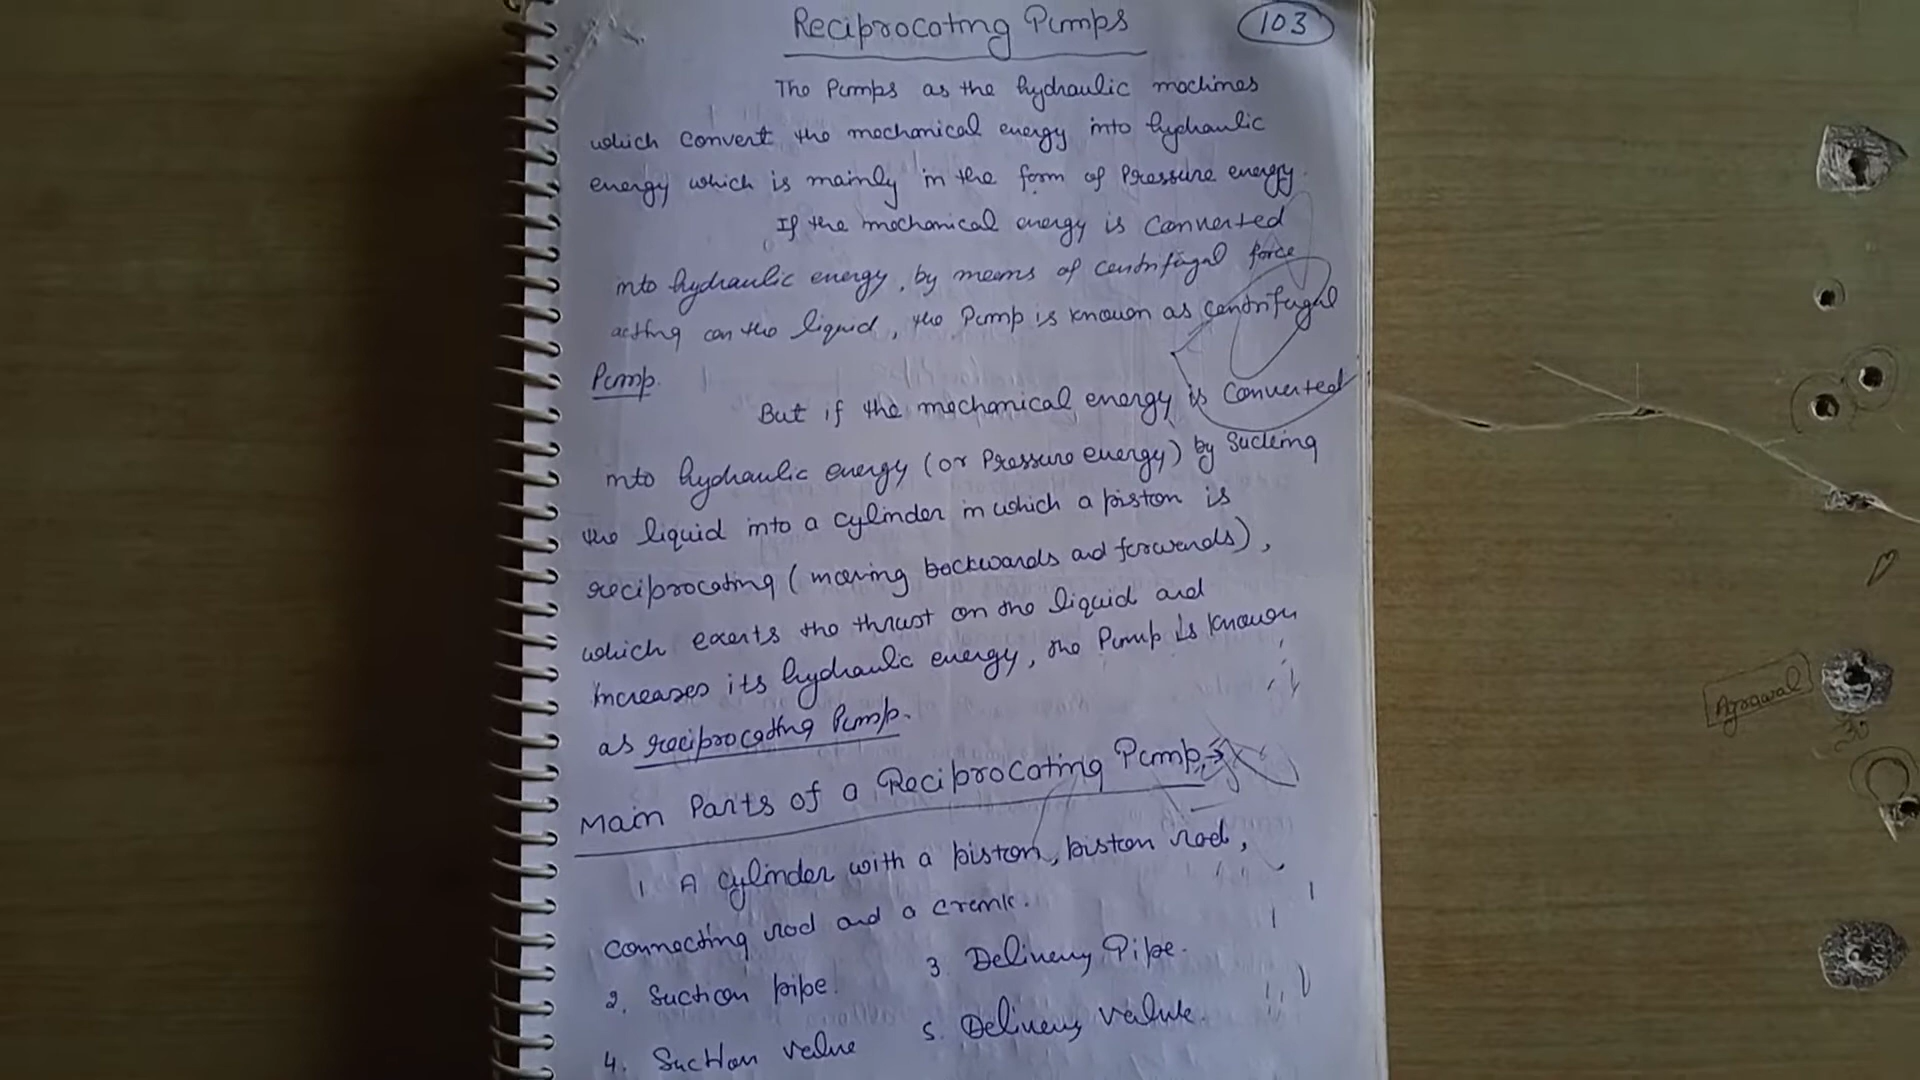 Reciprocating Pumps
103
The Pumps as the hydraulic machines
which convert the mechanical energy into hydraulic
energy which is mainly in the form of Pressure energy.
If the mechanical energy is converted
into hydraulic energy, by means of centrifugal force
acting on the liquid, the Pump is known as centrifugal
Pump.
But if the mechanical energy is converted
into hydraulic energy (or Pressure energy) by sucking
the liquid into a cylinder in which a piston is
reciprocating (moving backwards and forwards),
which exerts the thrust on the liquid and
increases its hydraulic energy, the Pump is known
as reciprocating Pump.
Main Parts of a Reciprocating Pump,s
1 A cylinder with a piston, piston rod,
connecting rod and a crank.
2. Suction pipe. 3. Delivery Pipe.
4. Suction value 5. Delivery value.
Agrawal
30